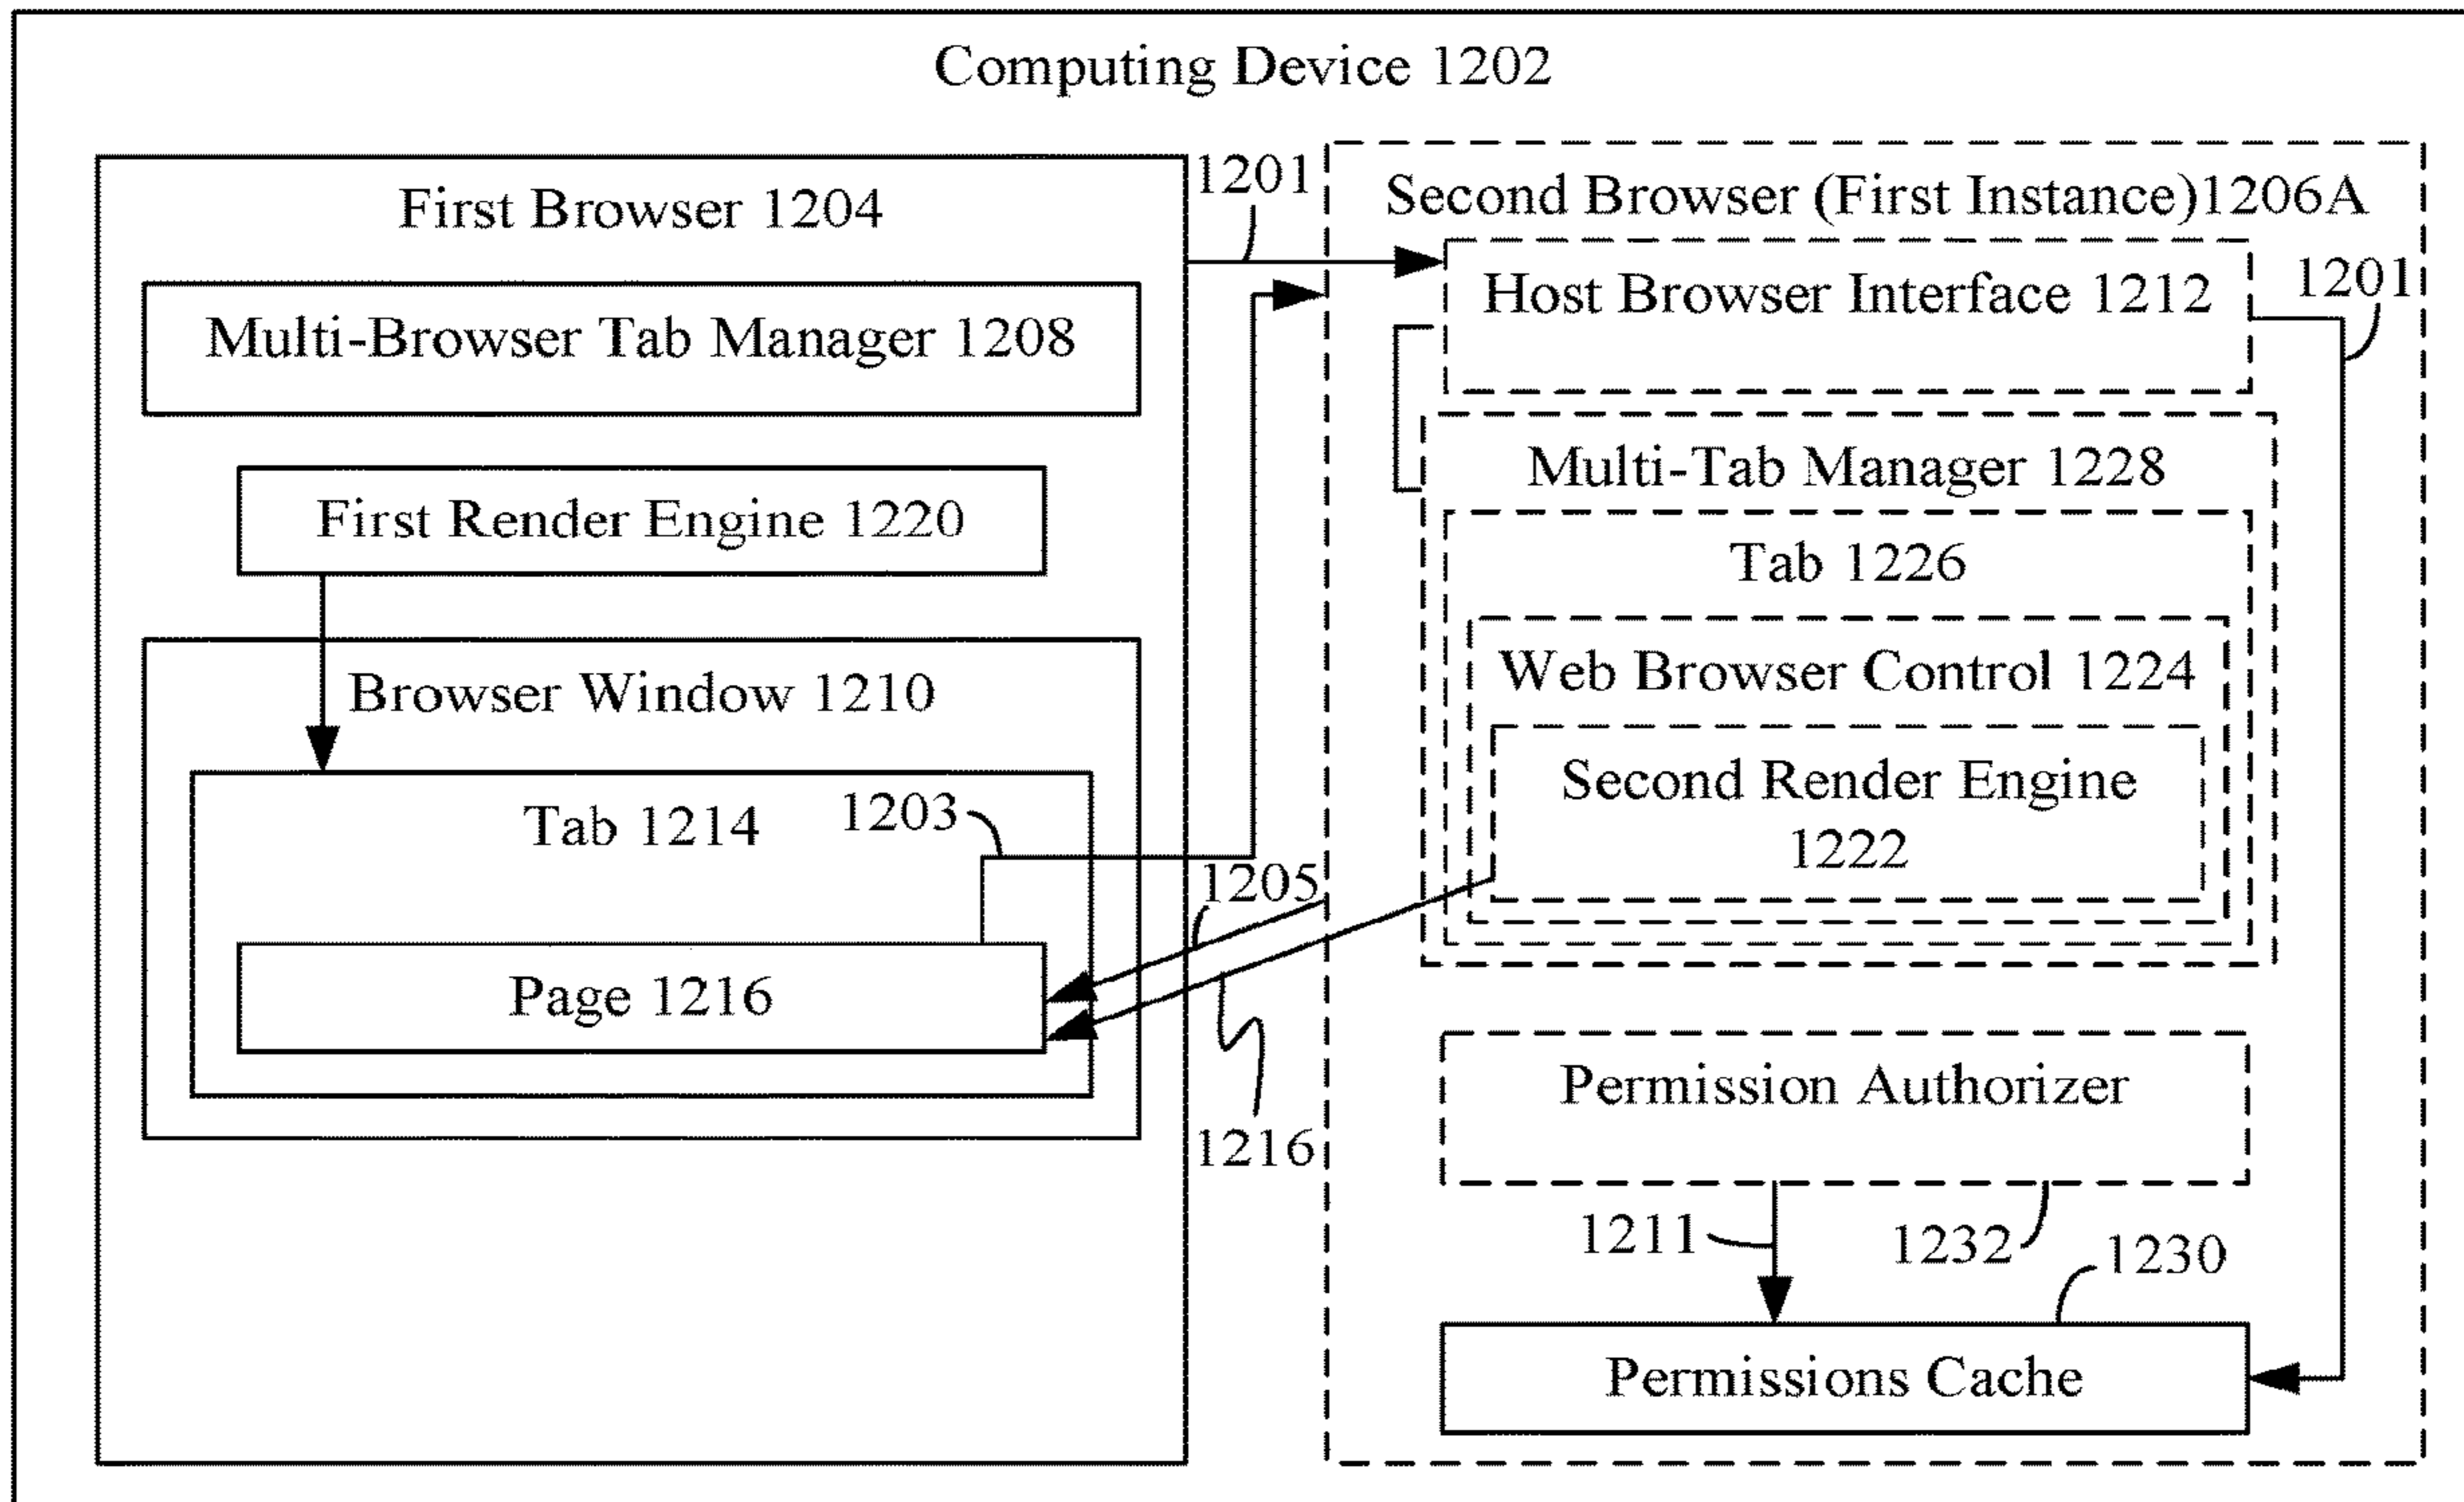 Computing Device 1202
First Browser 1204
Multi-Browser Tab Manager 1208
First Render Engine 1220
Browser Window 1210
Tab 1214
1203
Page 1216
1201
1205
1216
Second Browser (First Instance)1206A
Host Browser Interface 1212
1201
Multi-Tab Manager 1228
Tab 1226
Web Browser Control 1224
Second Render Engine
1222
Permission Authorizer
1211
1232
1230
Permissions Cache